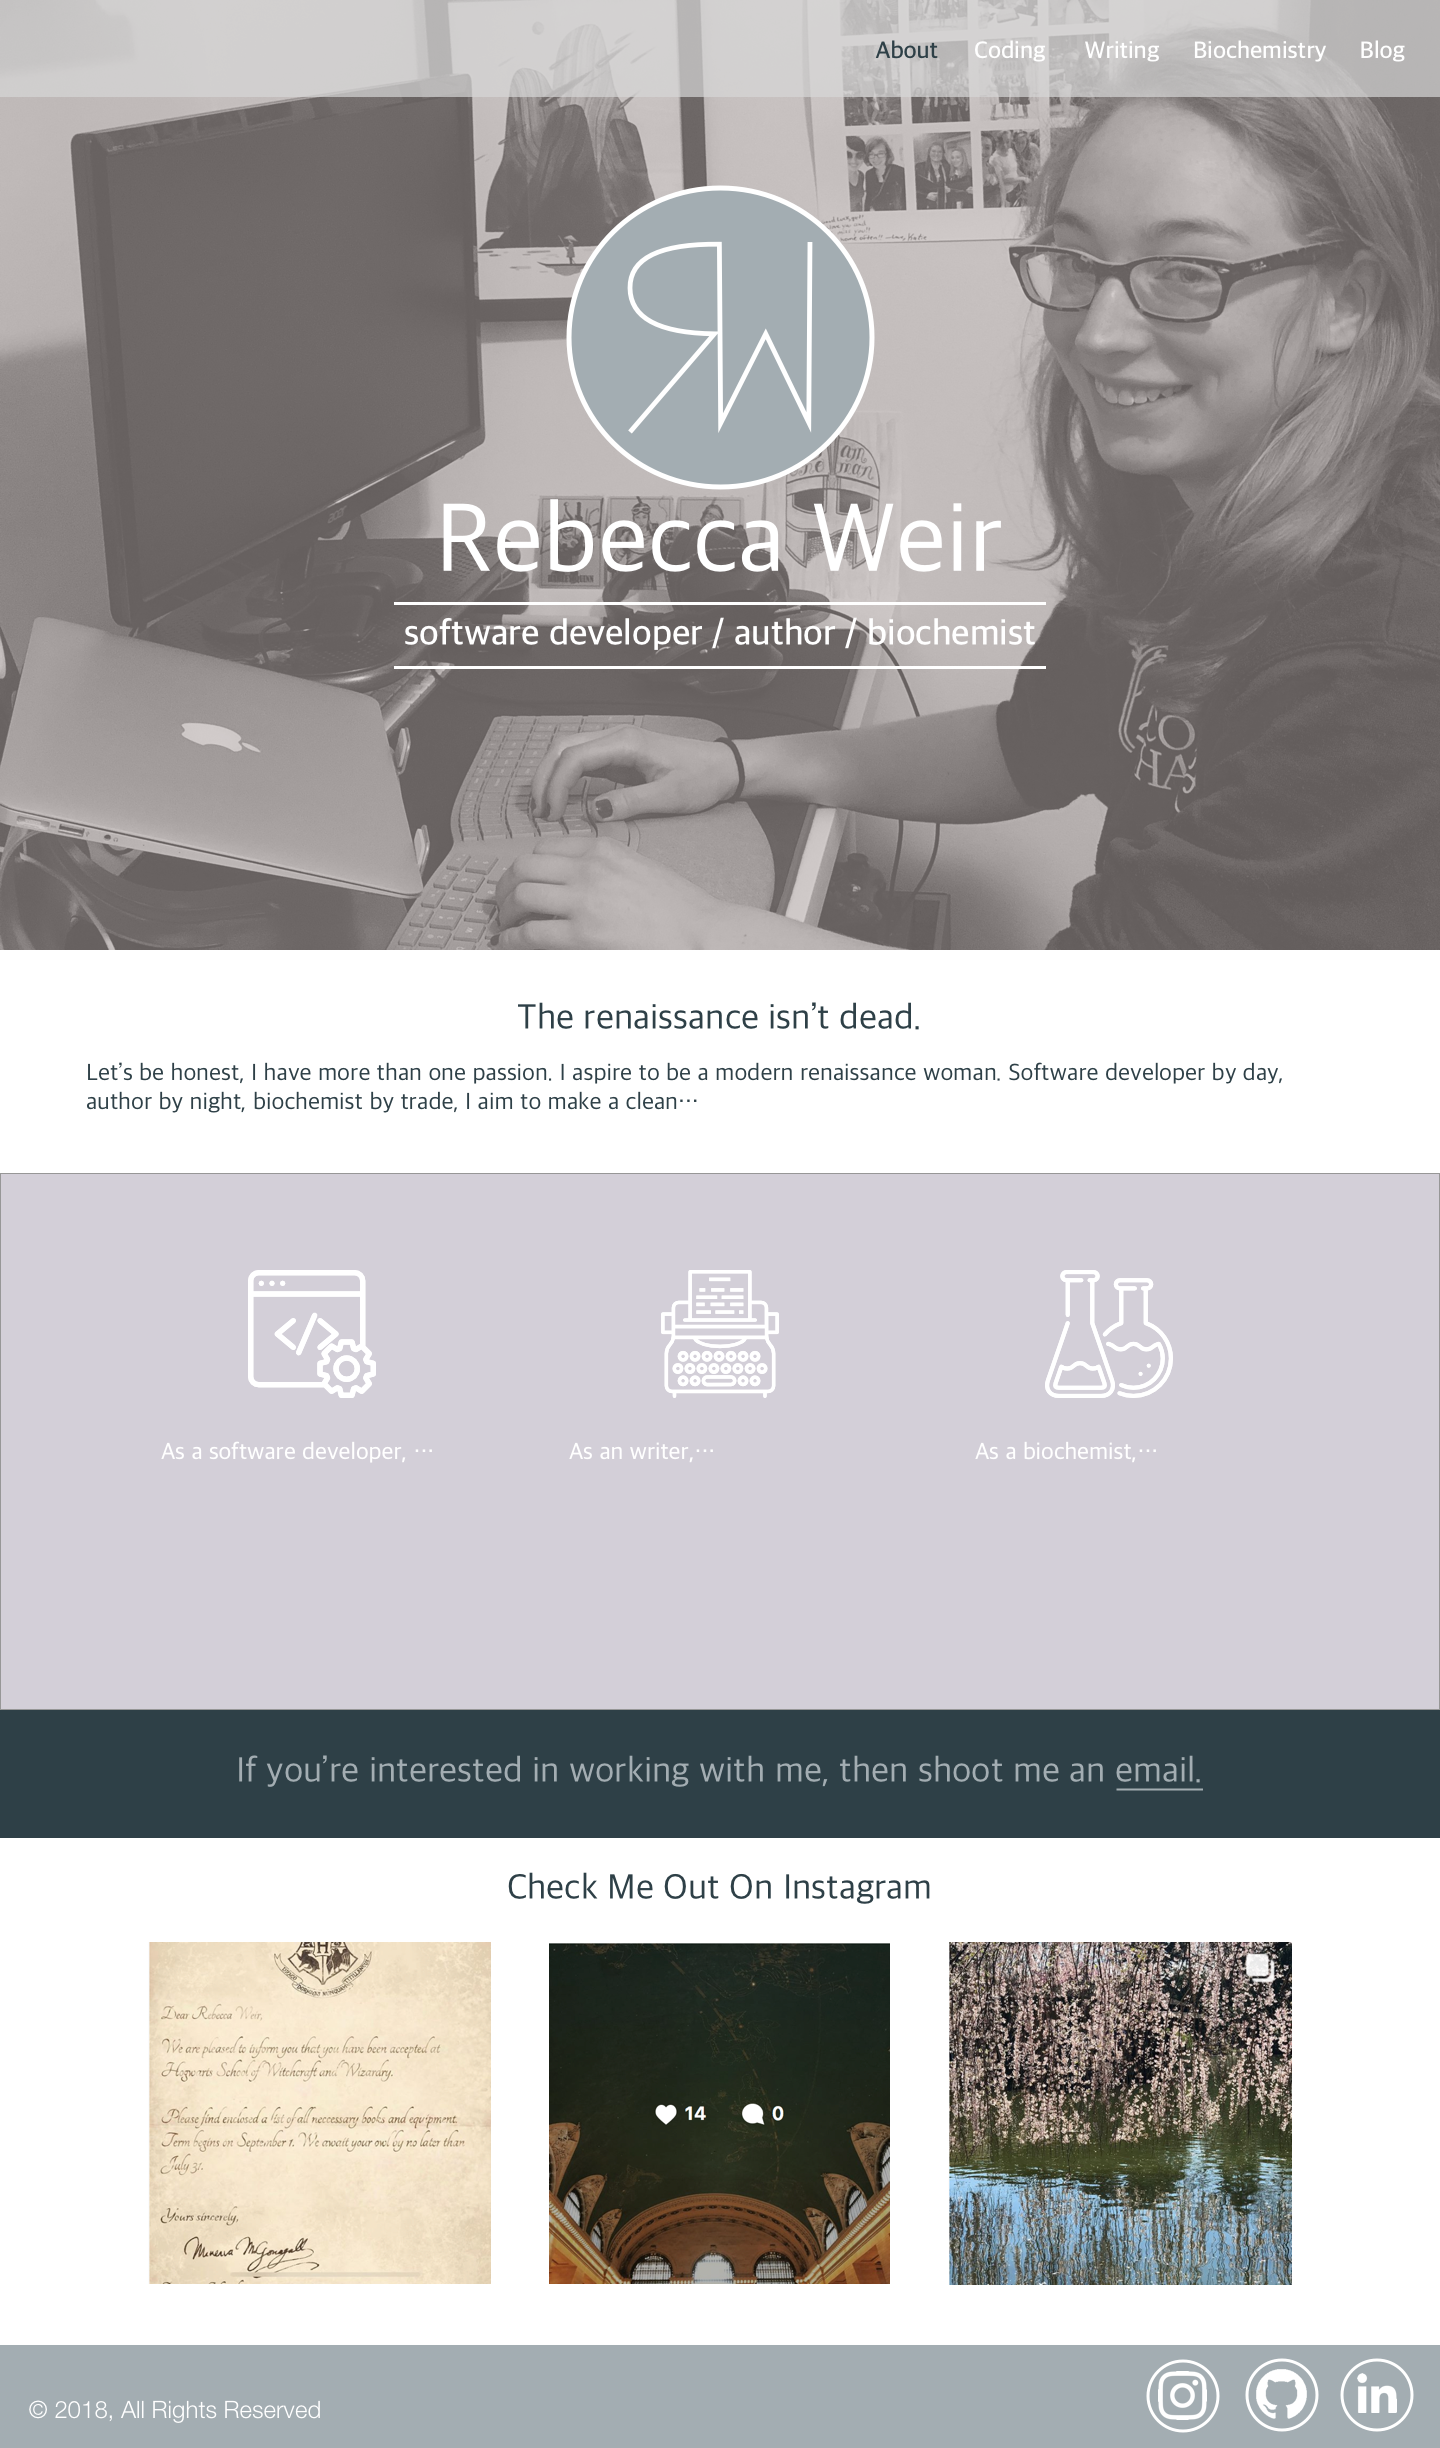 About Coding Writing Biochemistry Blog
RW
Rebecca Weir
software developer / author / biochemist
The renaissance isn’t dead.
Let’s be honest, I have more than one passion. I aspire to be a modern renaissance woman. Software developer by day,
author by night, biochemist by trade, I aim to make a clean…
As a software developer, …
As an writer,…
As a biochemist,…
If you’re interested in working with me, then shoot me an email.
Check Me Out On Instagram
Dear Rebecca Weir,
We are pleased to inform you that you have been accepted at
Hogwarts School of Witchcraft and Wizardry.
Please find enclosed a list of all neccessary books and equipment.
Term begins on September 1. We await your owl by no later than
July 31.
Yours sincerely,
Minerva McGonagall
14 0
© 2018, All Rights Reserved
in